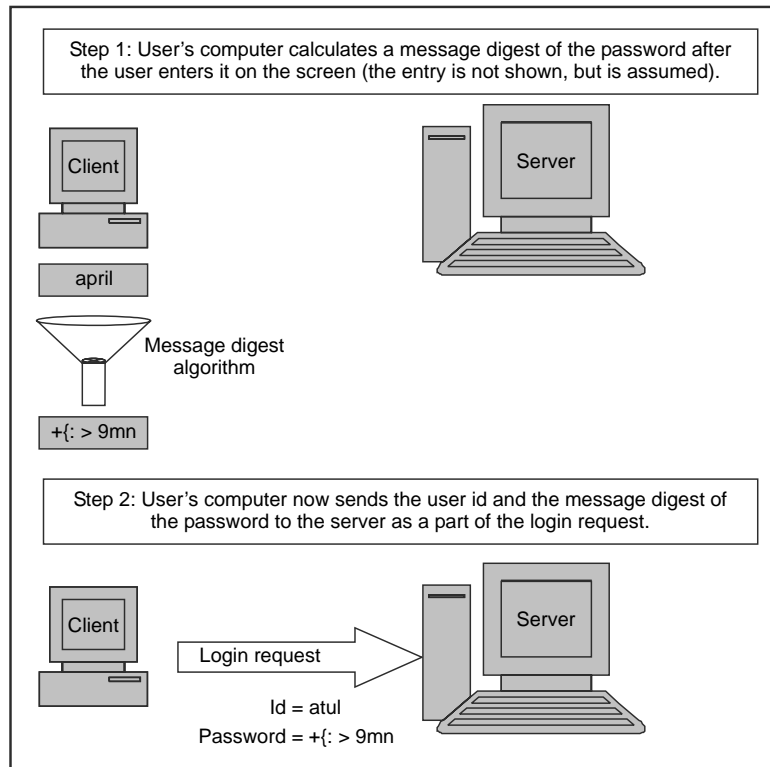 Step 1: User’s computer calculates a message digest of the password after
the user enters it on the screen (the entry is not shown, but is assumed).
Client
Server
april
Message digest
algorithm
+{: > 9mn
Step 2: User’s computer now sends the user id and the message digest of
the password to the server as a part of the login request.
Client
Server
Login request
Id = atul
Password = +{: > 9mn